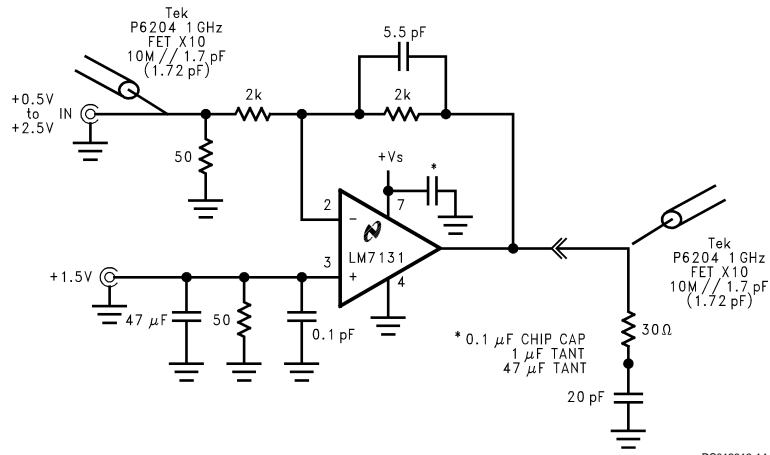 Tek
P6204 1 GHz
FET X10
10M // 1.7 pF
(1.72 pF)
5.5 pF
+0.5V
to IN
+2.5V
2k
2k
50
+Vs
*
2
-
7
LM7131
3
+
4
+1.5V
47 μF
50
0.1 pF
* 0.1 μF CHIP CAP
1 μF TANT
47 μF TANT
Tek
P6204 1 GHz
FET X10
10M // 1.7 pF
(1.72 pF)
30Ω
20 pF